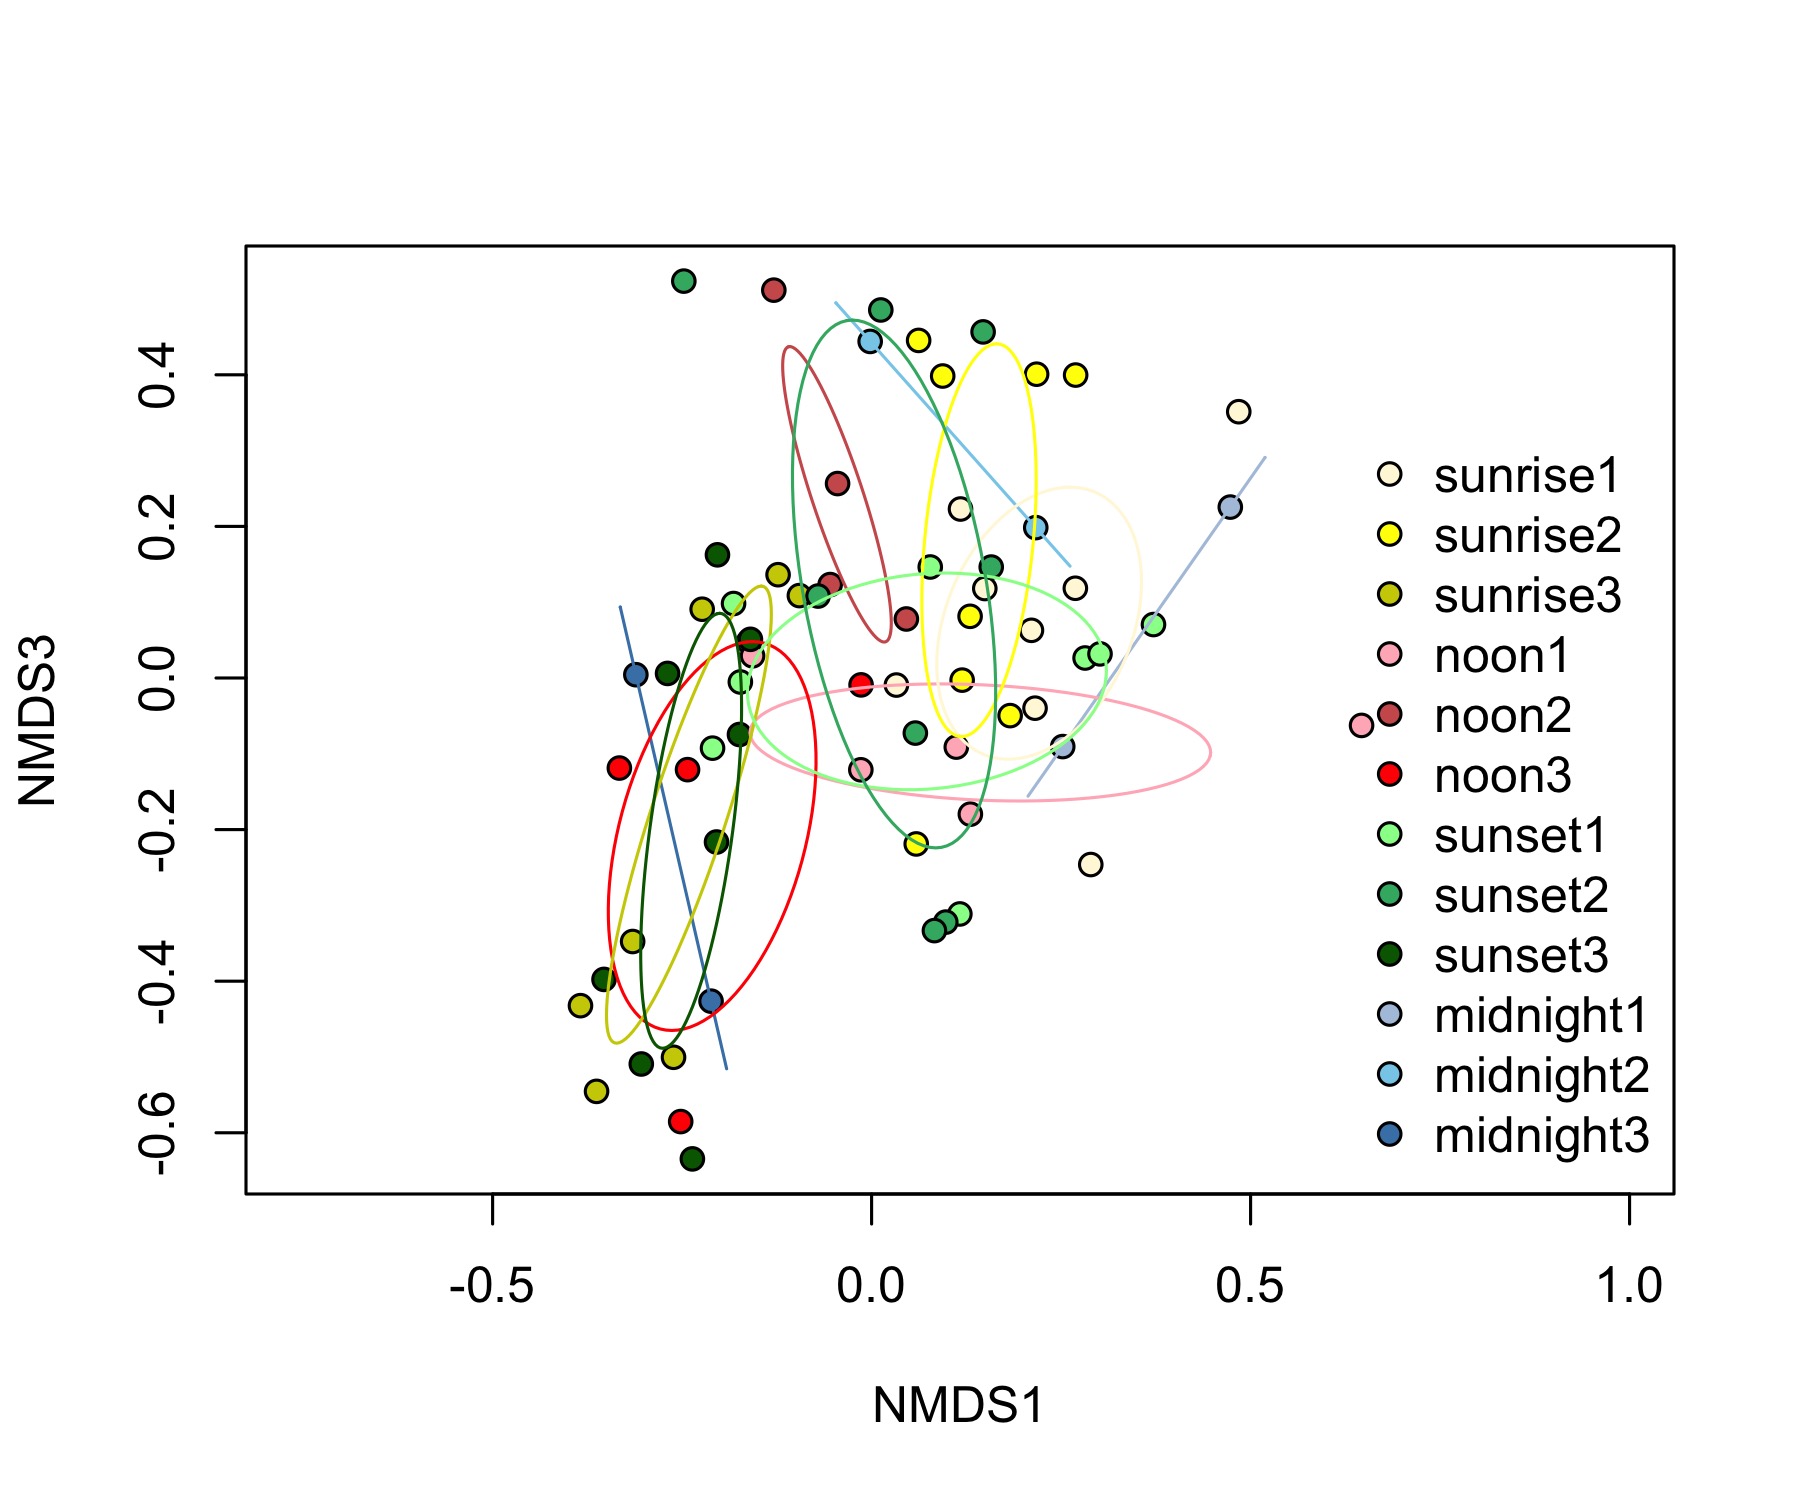 0.4
0.2
0.0
-0.2
-0.4
-0.6
NMDS3
sunrise1
sunrise2
sunrise3
noon1
noon2
noon3
sunset1
sunset2
sunset3
midnight1
midnight2
midnight3
-0.5 0.0 0.5 1.0
NMDS1